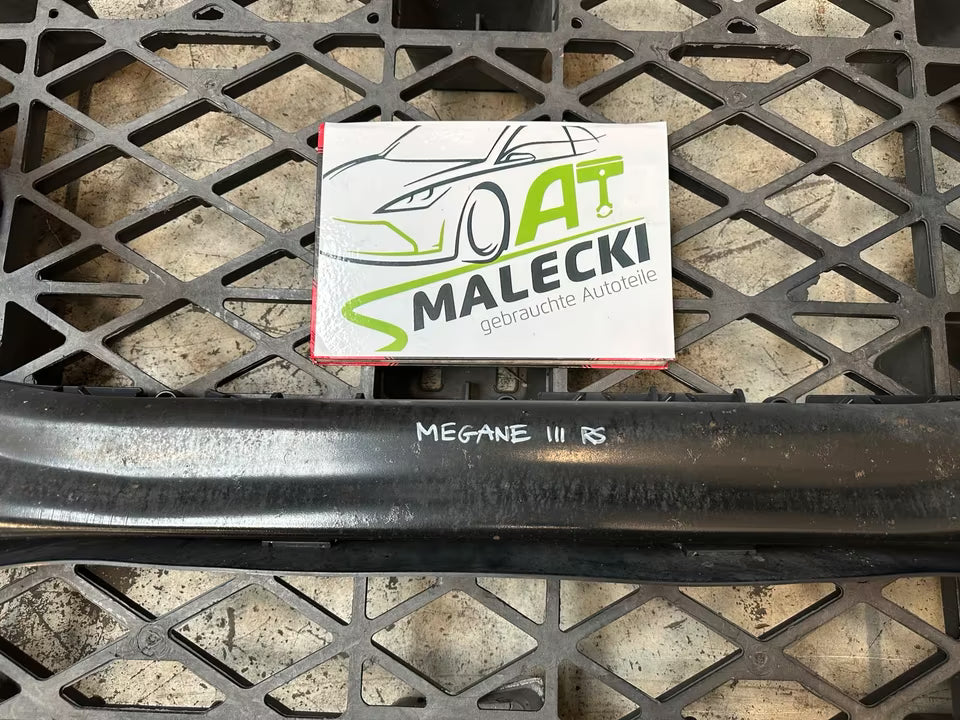 AT
MALECKI
gebrauchte Autoteile
MEGANE III RS